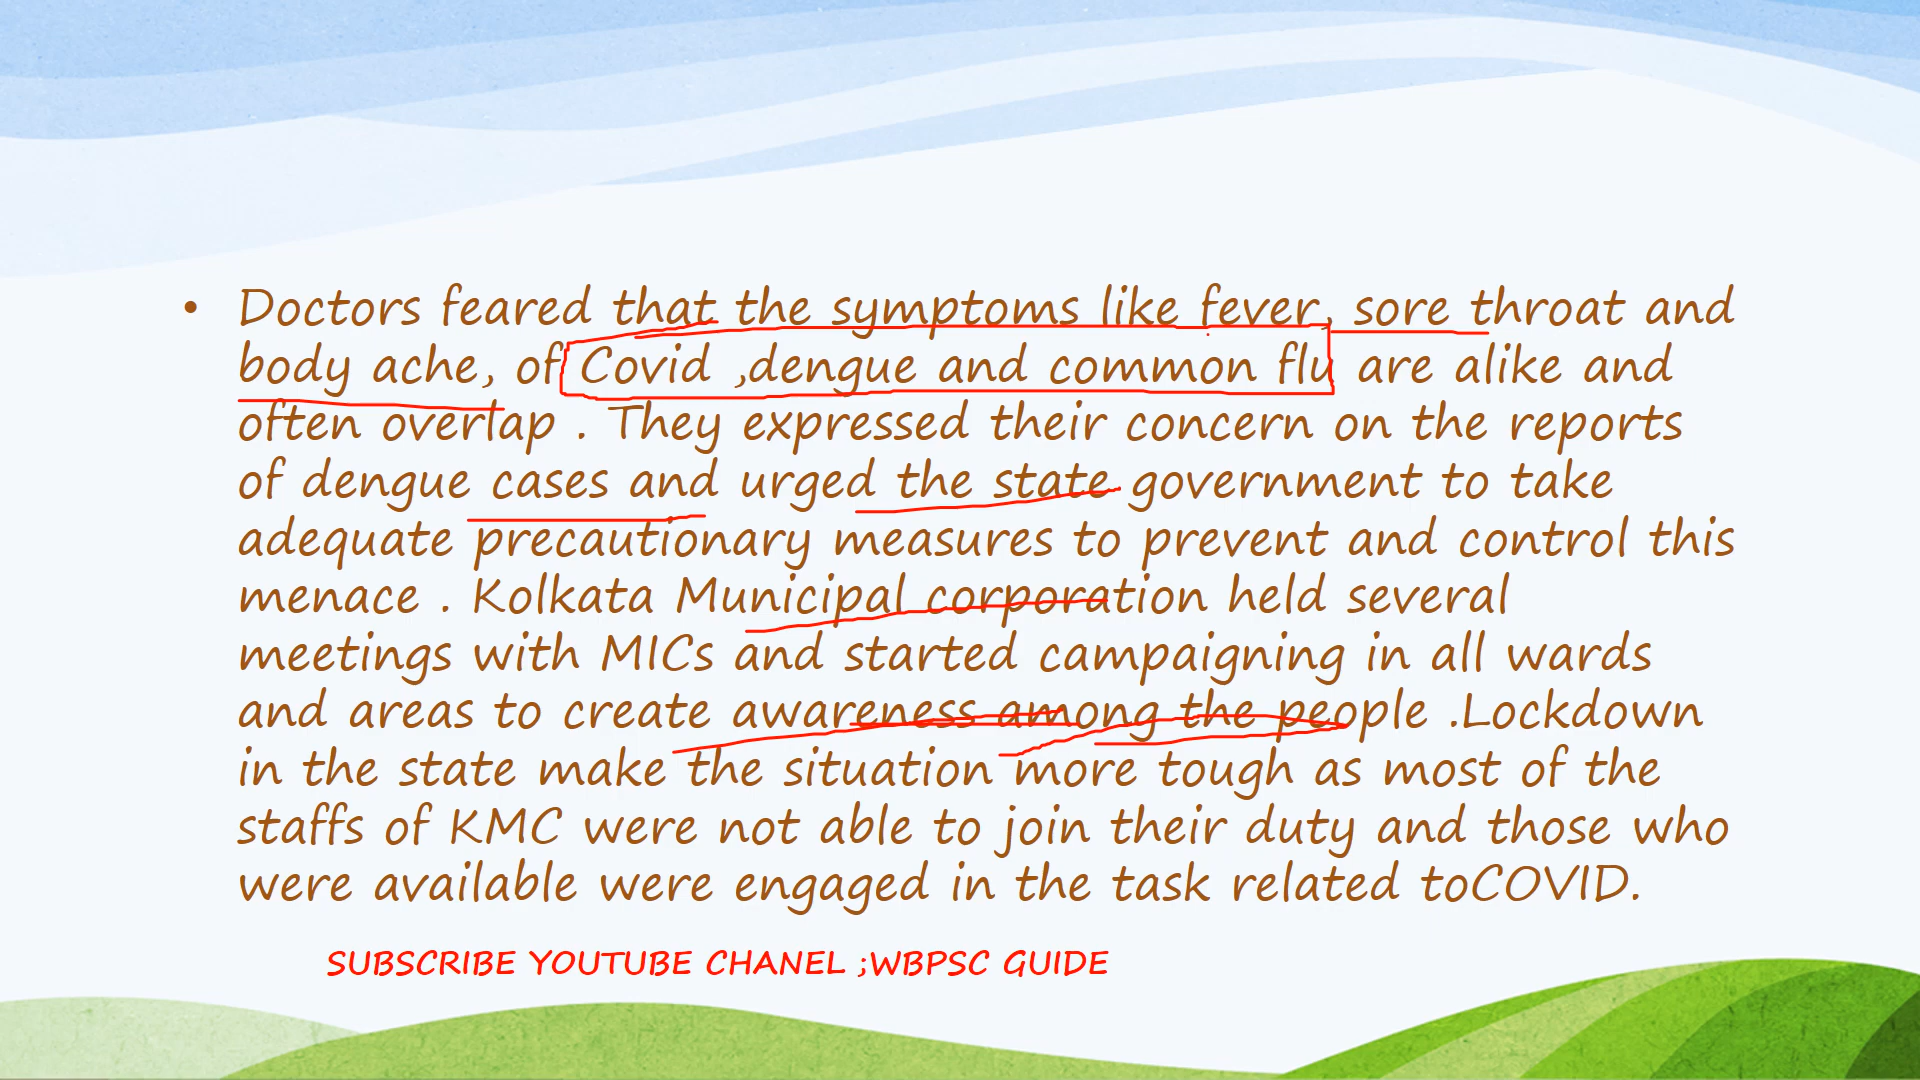 • Doctors feared that the symptoms like fever, sore throat and
body ache, of Covid ,dengue and common flu are alike and
often overlap . They expressed their concern on the reports
of dengue cases and urged the state government to take
adequate precautionary measures to prevent and control this
menace . Kolkata Municipal corporation held several
meetings with MICs and started campaigning in all wards
and areas to create awareness among the people .Lockdown
in the state make the situation more tough as most of the
staffs of KMC were not able to join their duty and those who
were available were engaged in the task related toCOVID.
SUBSCRIBE YOUTUBE CHANEL ;WBPSC GUIDE